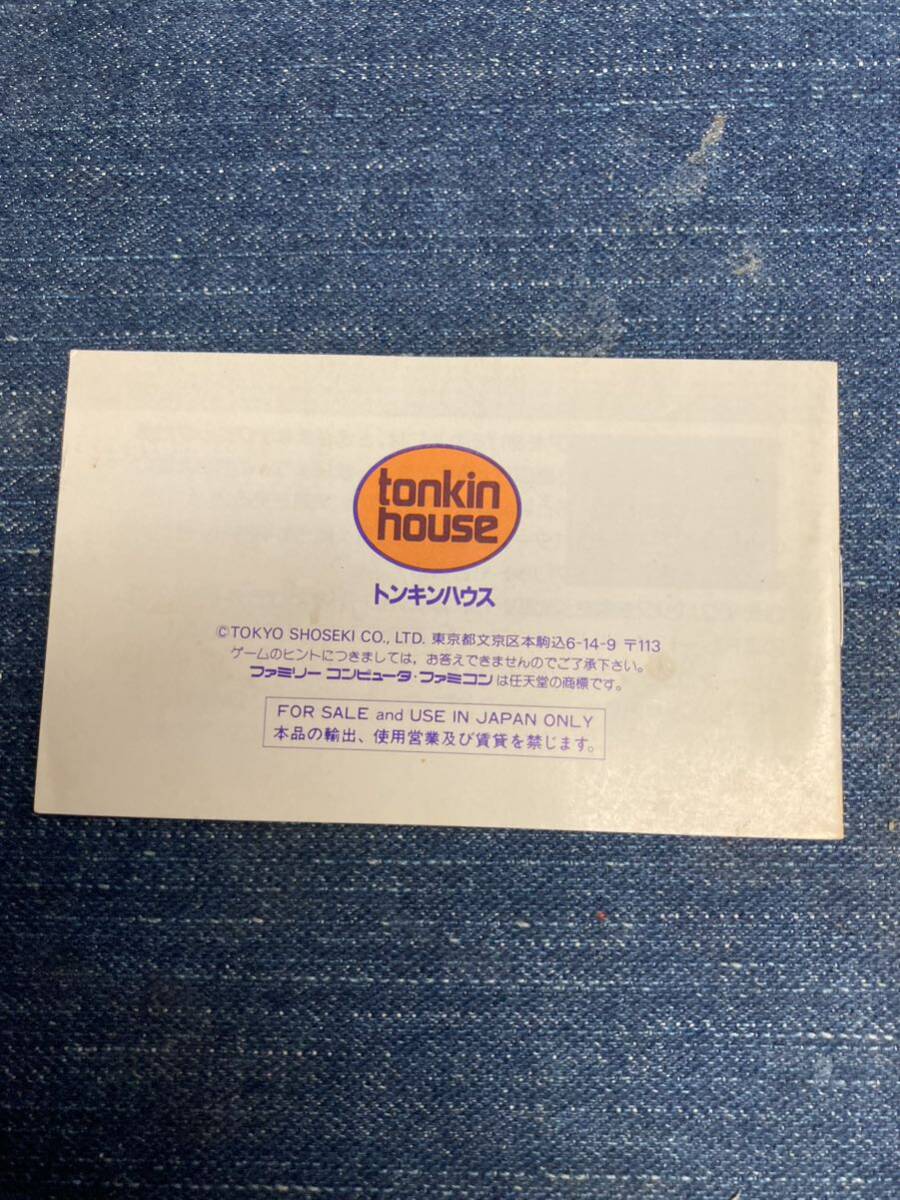 tonkin
house
トンキンハウス
©TOKYO SHOSEKI CO., LTD. 東京都文京区本駒込6-14-9 〒113
ゲームのヒントにつきましては、お答えできませんのでご了承下さい。
ファミリー コンピュータ・ファミコンは任天堂の商標です。
FOR SALE and USE IN JAPAN ONLY
本品の輸出、使用営業及び賃貸を禁じます。